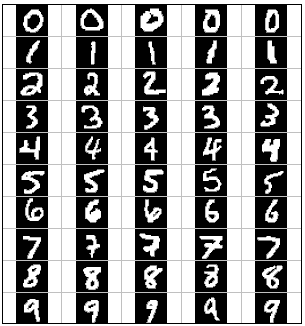 0 0 0 0 0
1 1 1 1 1
2 2 2 2 2
3 3 3 3 3
4 4 4 4 4
5 5 5 5 5
6 6 6 6 6
7 7 7 7 7
8 8 8 8 8
9 9 9 9 9